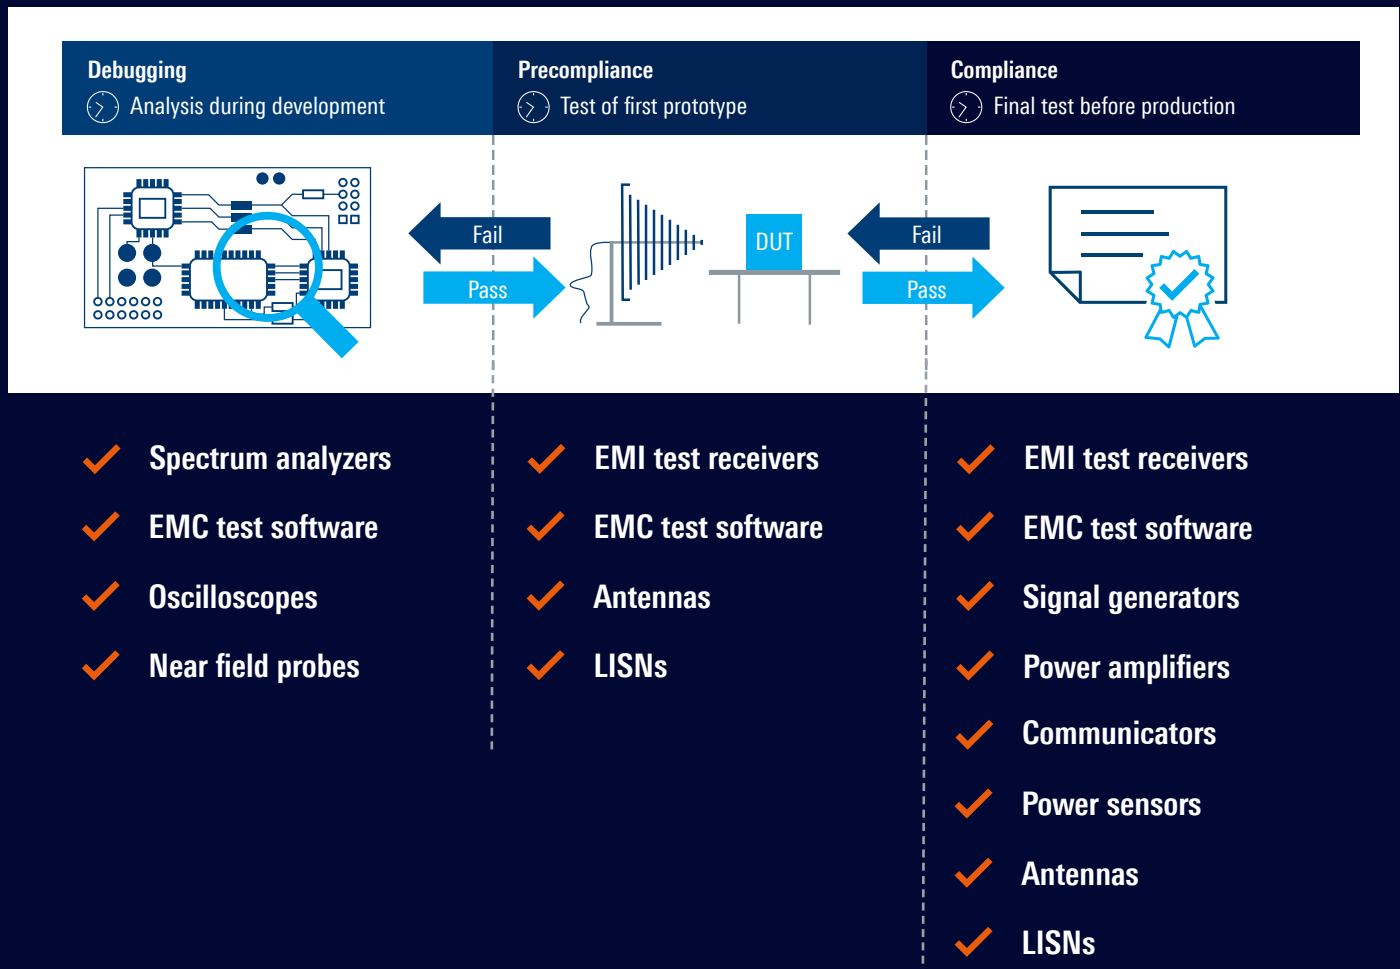 Debugging
Analysis during development
Precompliance
Test of first prototype
Compliance
Final test before production
Fail
Pass
DUT
Fail
Pass
Spectrum analyzers
EMC test software
Oscilloscopes
Near field probes
EMI test receivers
EMC test software
Antennas
LISNs
EMI test receivers
EMC test software
Signal generators
Power amplifiers
Communicators
Power sensors
Antennas
LISNs